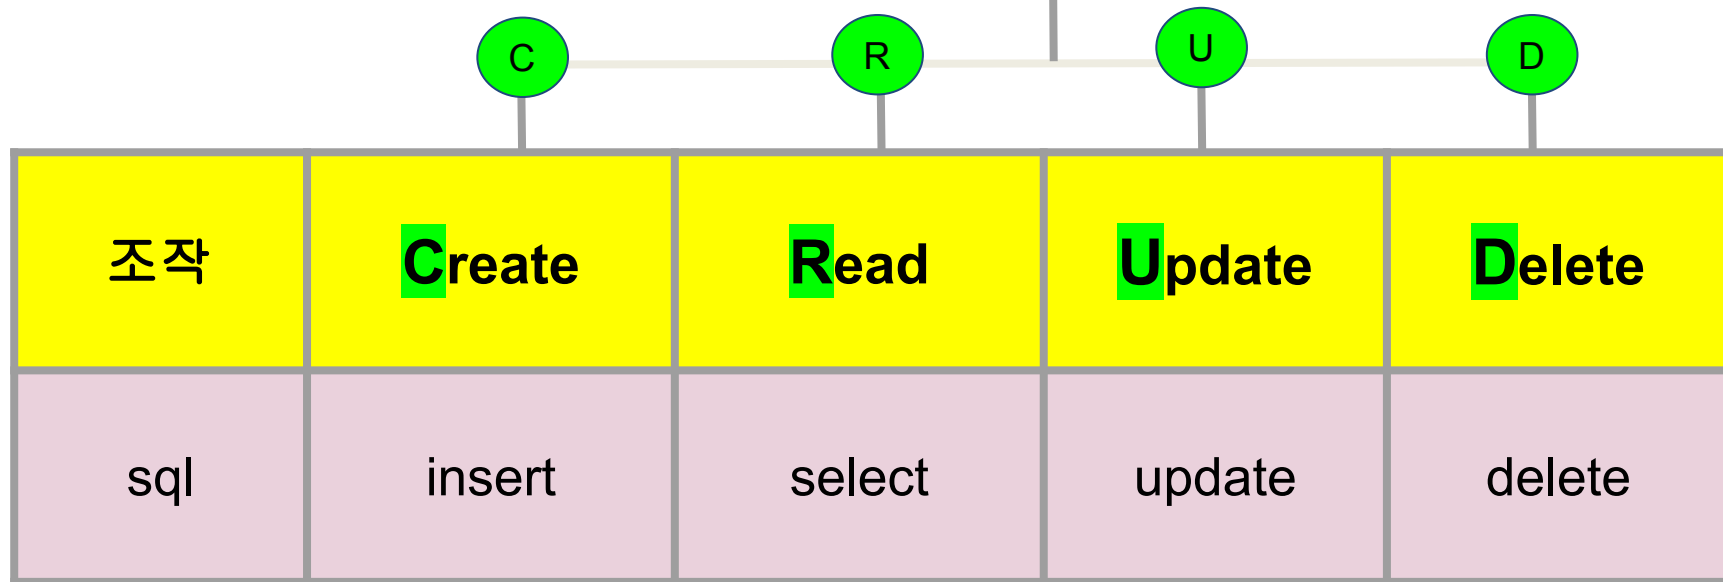 C R U D
조작 Create Read Update Delete
sql insert select update delete